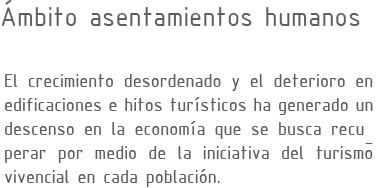 Ámbito asentamientos humanos
El crecimiento desordenado y el deterioro en
edificaciones e hitos turísticos ha generado un
descenso en la economía que se busca recu_
perar por medio de la iniciativa del turismo
vivencial en cada población.